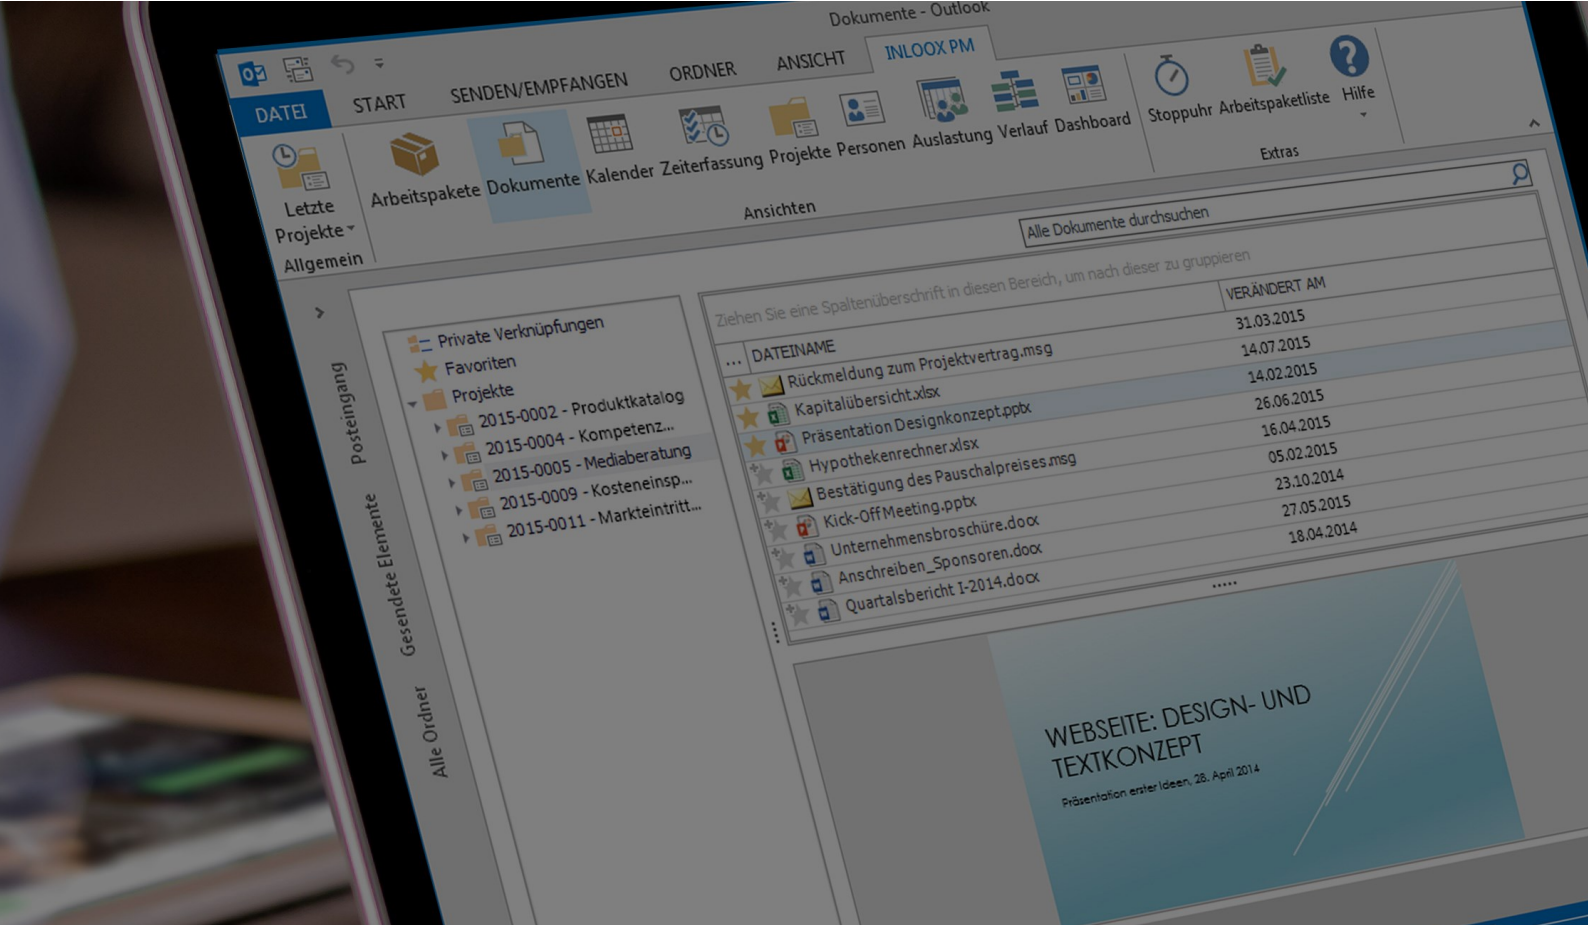 Dokumente - Outlook
DATEI START SENDEN/EMPFANGEN ORDNER ANSICHT INLOOX PM
Letzte Projekte
Arbeitspakete Dokumente Kalender Zeiterfassung Projekte Personen Auslastung Verlauf Dashboard
Stoppuhr Arbeitspaketliste Hilfe
Allgemein Ansichten Extras
Alle Dokumente durchsuchen
Posteingang
Gesendete Elemente
Alle Ordner
Private Verknüpfungen
Favoriten
Projekte
2015-0002 - Produktkatalog
2015-0004 - Kompetenz...
2015-0005 - Mediaberatung
2015-0009 - Kosteneinsp...
2015-0011 - Markteintritt...
Ziehen Sie eine Spaltenüberschrift in diesen Bereich, um nach dieser zu gruppieren
... DATEINAME VERÄNDERT AM
Rückmeldung zum Projektvertrag.msg 31.03.2015
Kapitalübersicht.xlsx 14.07.2015
Präsentation Designkonzept.pptx 14.02.2015
Hypothekenrechner.xlsx 26.06.2015
Bestätigung des Pauschalpreises.msg 16.04.2015
Kick-Off Meeting.pptx 05.02.2015
Unternehmensbroschüre.docx 23.10.2014
Anschreiben_Sponsoren.docx 27.05.2015
Quartalsbericht I-2014.docx 18.04.2014
WEBSEITE: DESIGN- UND
TEXTKONZEPT
Präsentation erster Ideen, 28. April 2014